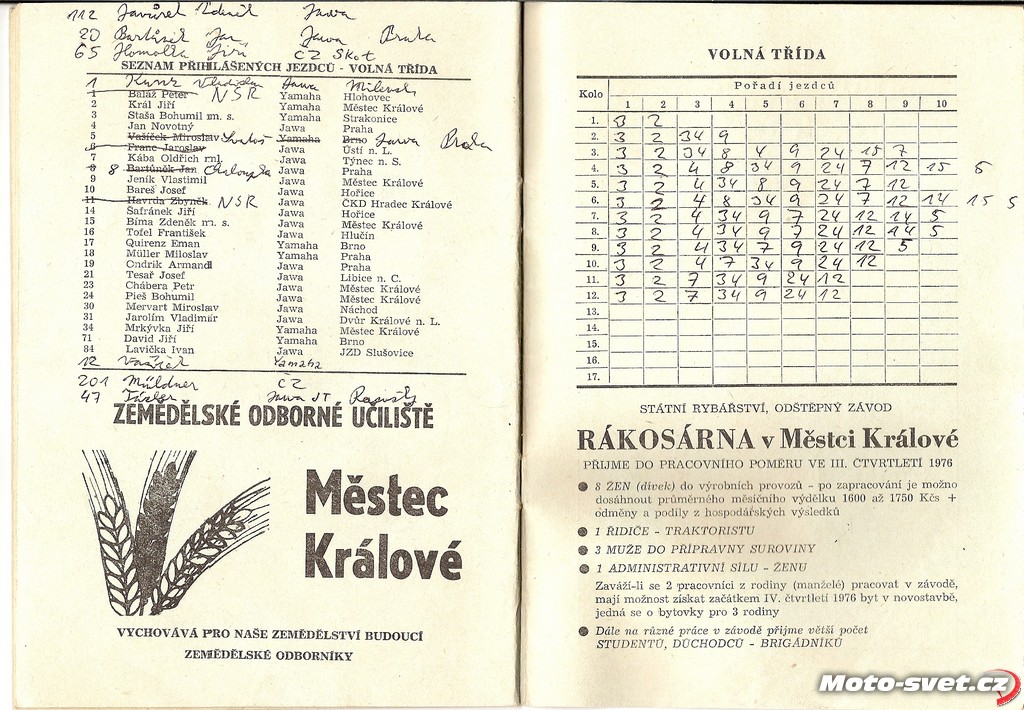 112 Javůrek Zdeněk Jawa
20 Bartůněk Jan Jawa Praha
65 Homolka Jiří ČZ Skot
SEZNAM PŘIHLÁŠENÝCH JEZDCŮ - VOLNÁ TŘÍDA
1 Kunz Vladislav Jawa
1 Baláž Peter NSR Yamaha Hlohovec
2 Král Jiří Yamaha Městec Králové
3 Staša Bohumil m. s. Yamaha Strakonice
4 Jan Novotný Jawa Praha
5 Vašíček Miroslav Yamaha Brno Jawa Praha
6 Franc Jaroslav Jawa Ústí n. L.
7 Kába Oldřich ml. Jawa Týnec n. S.
8 8 Bartůněk Jan Chaloupka Jawa Praha
9 Jeník Vlastimil Jawa Městec Králové
10 Bareš Josef Jawa Hořice
11 Havrda Zbyněk NSR Jawa ČKD Hradec Králové
14 Šafránek Jiří Jawa Hořice
15 Bíma Zdeněk m. s. Jawa Městec Králové
16 Tofel František Jawa Hlučín
17 Quirenz Eman Yamaha Brno
18 Müller Miloslav Yamaha Praha
19 Ondrík Armand Jawa Praha
21 Tesař Josef Jawa Libice n. C.
23 Chábera Petr Jawa Městec Králové
24 Pieš Bohumil Jawa Městec Králové
30 Mervart Miroslav Jawa Náchod
31 Jarolím Vladimír Jawa Dvůr Králové n. L.
34 Mrkývka Jiří Yamaha Městec Králové
71 David Jiří Yamaha Brno
84 Lavička Ivan Jawa JZD Slušovice
12 Vašíček Yamaha
201 Müldner ČZ
47 Jawa JT
ZEMĚDĚLSKÉ ODBORNÉ UČILIŠTĚ
Městec
Králové
VYCHOVÁVÁ PRO NAŠE ZEMĚDĚLSTVÍ BUDOUCÍ
ZEMĚDĚLSKÉ ODBORNÍKY
VOLNÁ TŘÍDA
Kolo Pořadí jezdců
1 2 3 4 5 6 7 8 9 10
1. 3 2
2. 3 2 34 9
3. 3 2 34 8 4 9 24 15 7
4. 3 2 4 8 34 9 24 7 12 15 5
5. 3 2 4 34 8 9 24 7 12
6. 3 2 4 8 34 9 24 7 12 14 15 5
7. 3 2 4 34 9 7 24 12 14 5
8. 3 2 4 34 9 7 24 12 14 5
9. 3 2 4 34 7 9 24 12 5
10. 3 2 4 7 34 9 24 12
11. 3 2 7 34 9 24 12
12. 3 2 7 34 9 24 12
13.
14.
15.
16.
17.
STÁTNÍ RYBÁŘSTVÍ, ODŠTĚPNÝ ZÁVOD
RÁKOSÁRNA v Městci Králové
PŘIJME DO PRACOVNÍHO POMĚRU VE III. ČTVRTLETÍ 1976
● 8 ŽEN (dívek) do výrobních provozů - po zapracování je možno
dosáhnout průměrného měsíčního výdělku 1600 až 1750 Kčs +
odměny a podíly z hospodářských výsledků
● 1 ŘIDIČE - TRAKTORISTU
● 3 MUŽE DO PŘÍPRAVNY SUROVINY
● 1 ADMINISTRATIVNÍ SÍLU - ŽENU
Zaváží-li se 2 pracovníci z rodiny (manželé) pracovat v závodě,
mají možnost získat začátkem IV. čtvrtletí 1976 byt v novostavbě,
jedná se o bytovky pro 3 rodiny
● Dále na různé práce v závodě přijme větší počet
STUDENTŮ, DŮCHODCŮ - BRIGÁDNÍKŮ
Moto-svet.cz